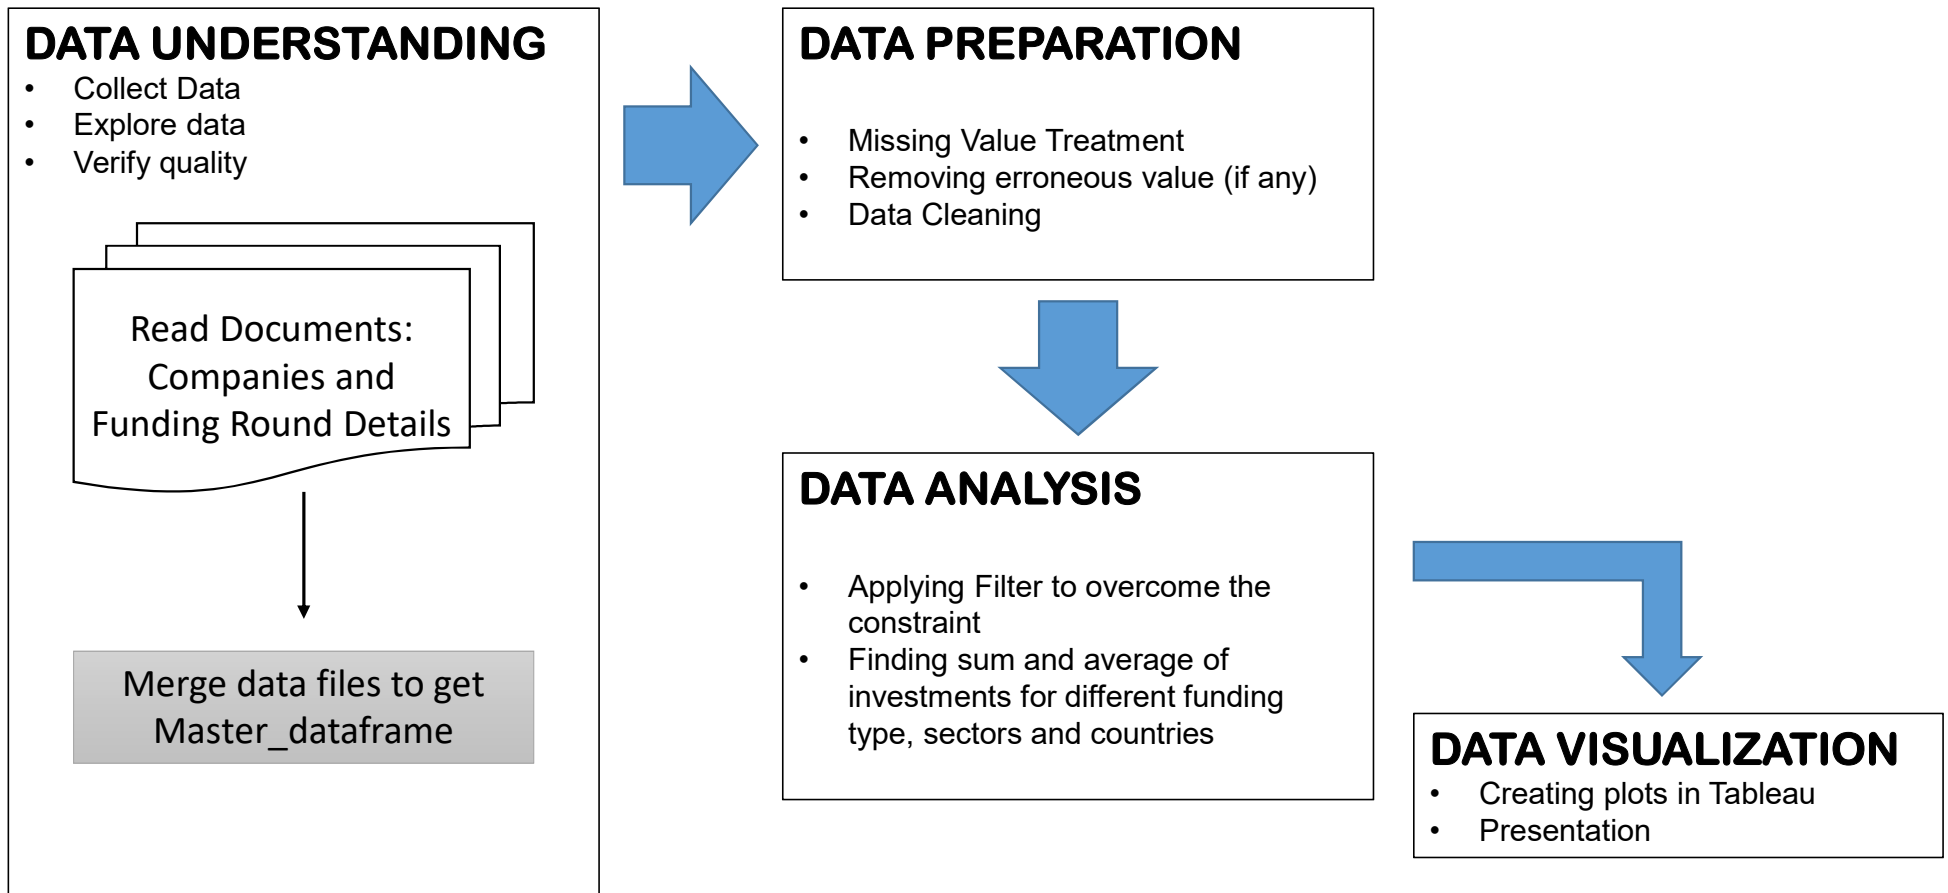 DATA UNDERSTANDING
• Collect Data
• Explore data
• Verify quality
Read Documents:
Companies and
Funding Round Details
Merge data files to get
Master_dataframe
DATA PREPARATION
• Missing Value Treatment
• Removing erroneous value (if any)
• Data Cleaning
DATA ANALYSIS
• Applying Filter to overcome the
constraint
• Finding sum and average of
investments for different funding
type, sectors and countries
DATA VISUALIZATION
• Creating plots in Tableau
• Presentation